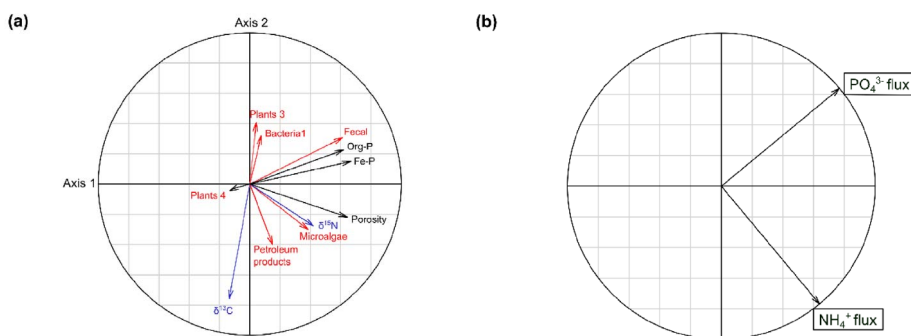 (a)
Axis 2
Plants 3
Bacteria1
Fecal
Org-P
Fe-P
Axis 1
Plants 4
Porosity
δ¹⁵N
Microalgae
Petroleum
products
δ¹³C
(b)
PO₄³⁻ flux
NH₄⁺ flux